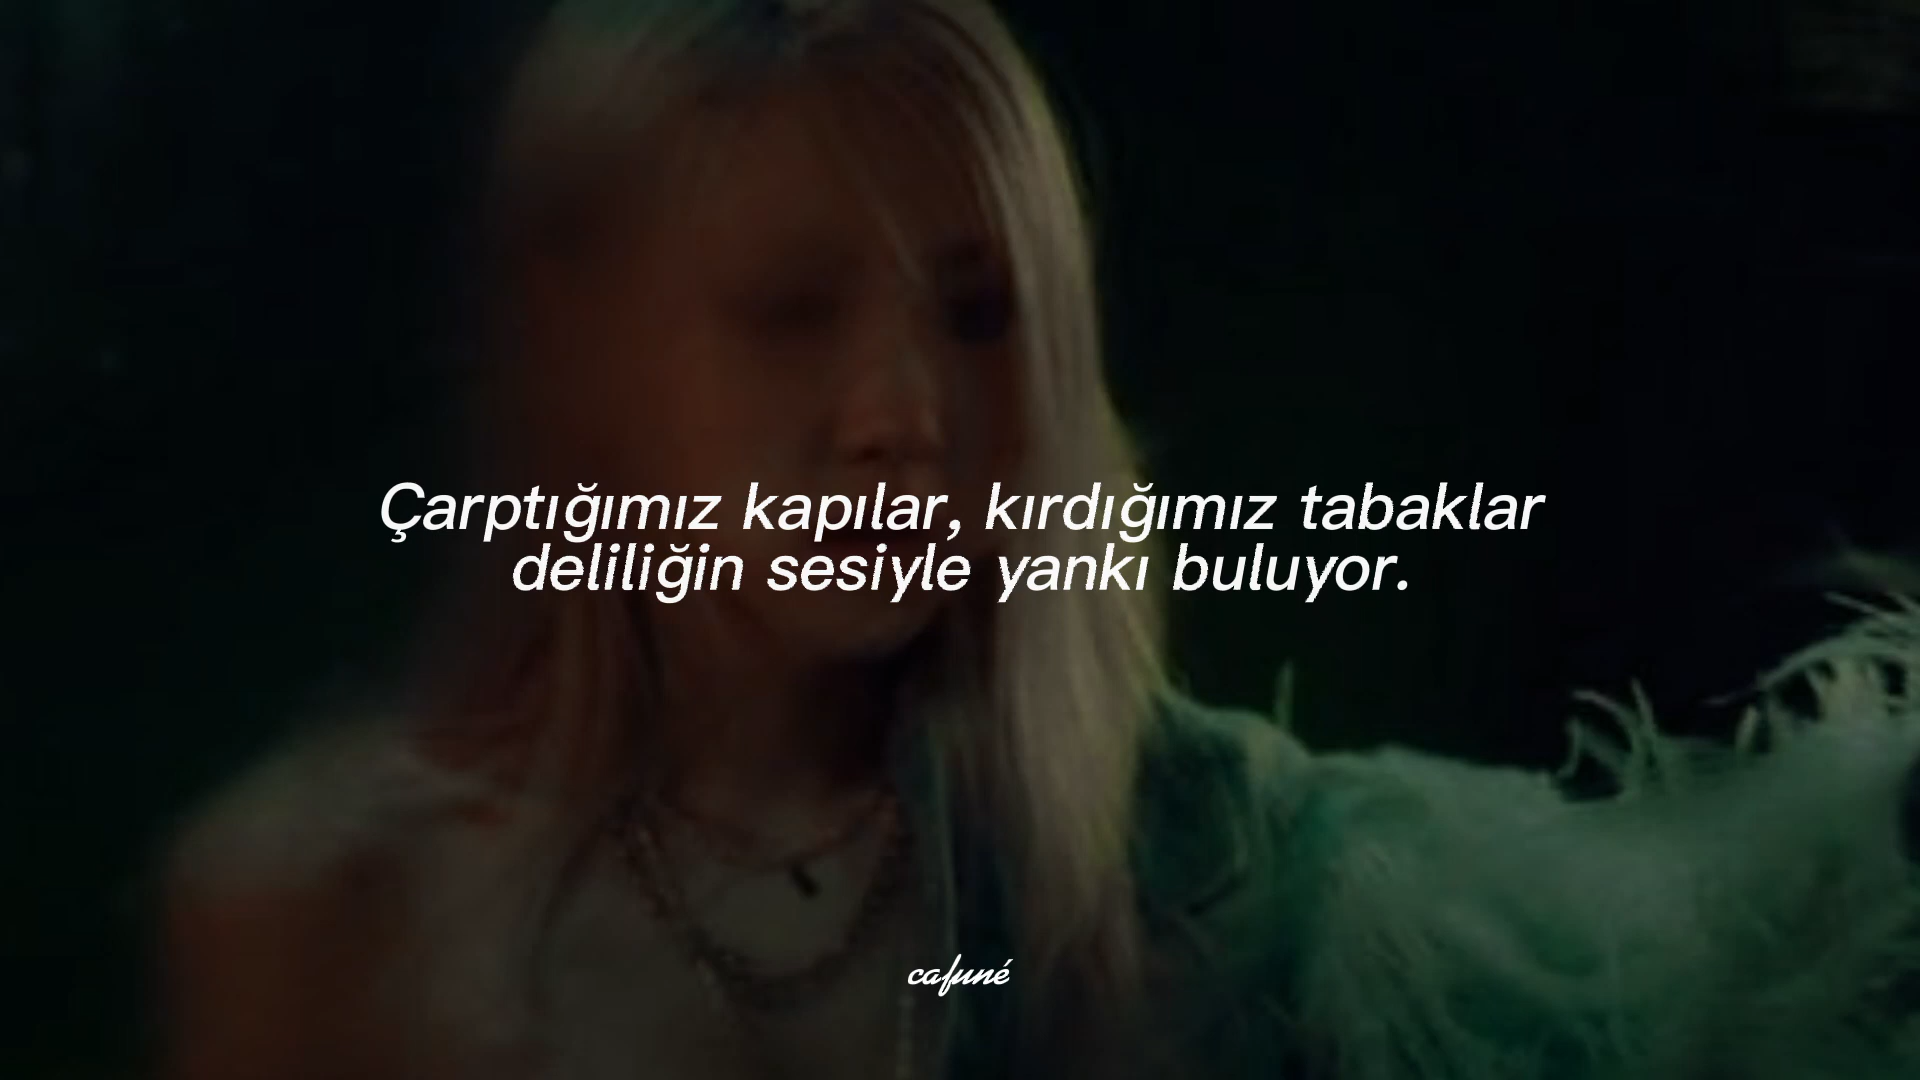 Çarptığımız kapılar, kırdığımız tabaklar
deliliğin sesiyle yankı buluyor.
cafuné